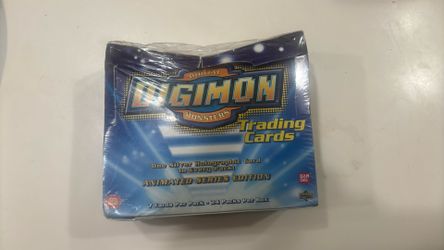 DIGITAL
DIGIMON
MONSTERS
Trading
Cards
One Silver Holographic Card
In Every Pack!
ANIMATED SERIES EDITION
7 Cards Per Pack • 24 Packs Per Box